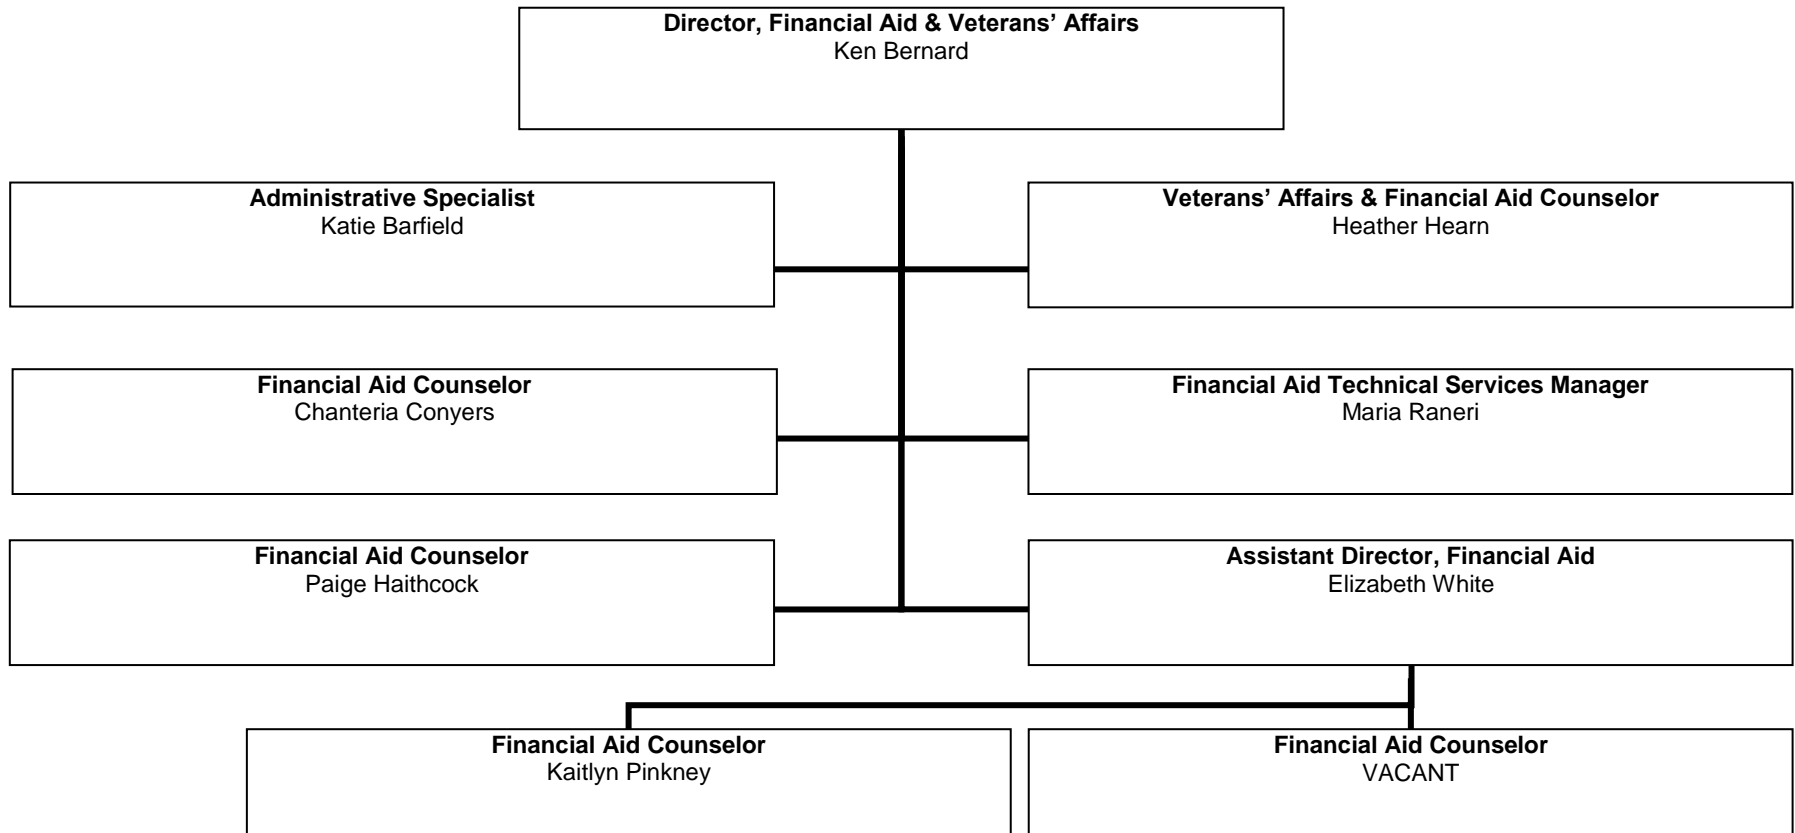 Director, Financial Aid & Veterans’ Affairs
Ken Bernard
Administrative Specialist
Katie Barfield
Veterans’ Affairs & Financial Aid Counselor
Heather Hearn
Financial Aid Counselor
Chanteria Conyers
Financial Aid Technical Services Manager
Maria Raneri
Financial Aid Counselor
Paige Haithcock
Assistant Director, Financial Aid
Elizabeth White
Financial Aid Counselor
Kaitlyn Pinkney
Financial Aid Counselor
VACANT